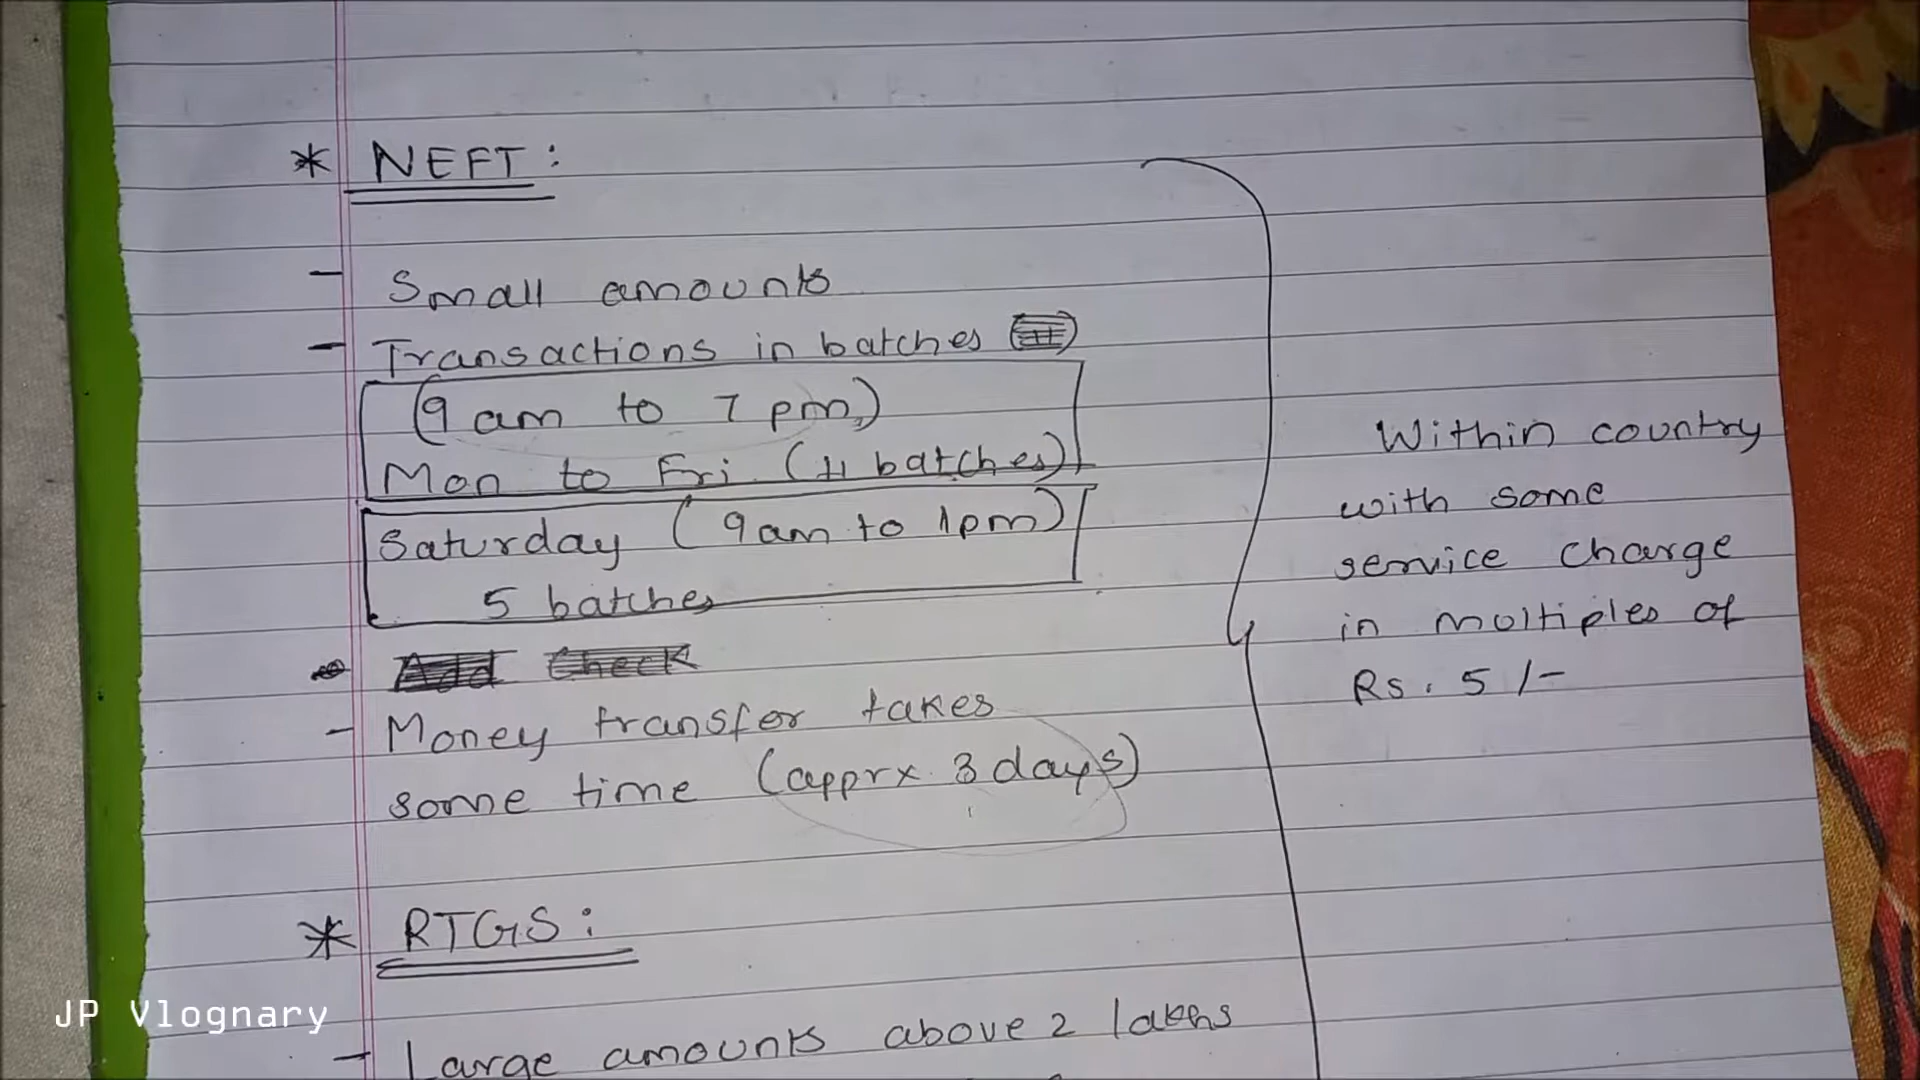 * NEFT :
- Small amounts
- Transactions in batches
(9 am to 7 pm)
Mon to Fri (11 batches)
Saturday (9am to 1pm)
5 batches
Add Check
- Money transfer takes
some time (apprx. 3 days)
Within country
with some
service charge
in multiples of
Rs. 5 /-
* RTGS :
- Large amounts above 2 lakhs
JP Vlognary